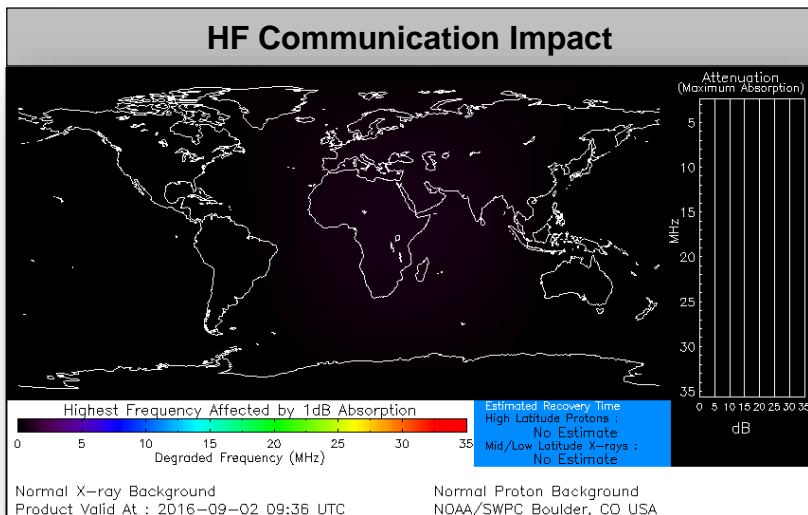 HF Communication Impact
Attenuation
(Maximum Absorption)
5
10
15
20
25
30
35
MHz
0 5 10 15 20 25 30 35
dB
Highest Frequency Affected by 1dB Absorption
0 5 10 15 20 25 30 35
Degraded Frequency (MHz)
Estimated Recovery Time
High Latitude Protons :
No Estimate
Mid/Low Latitude X-rays :
No Estimate
Normal X-ray Background
Product Valid At : 2016-09-02 09:36 UTC
Normal Proton Background
NOAA/SWPC Boulder, CO USA